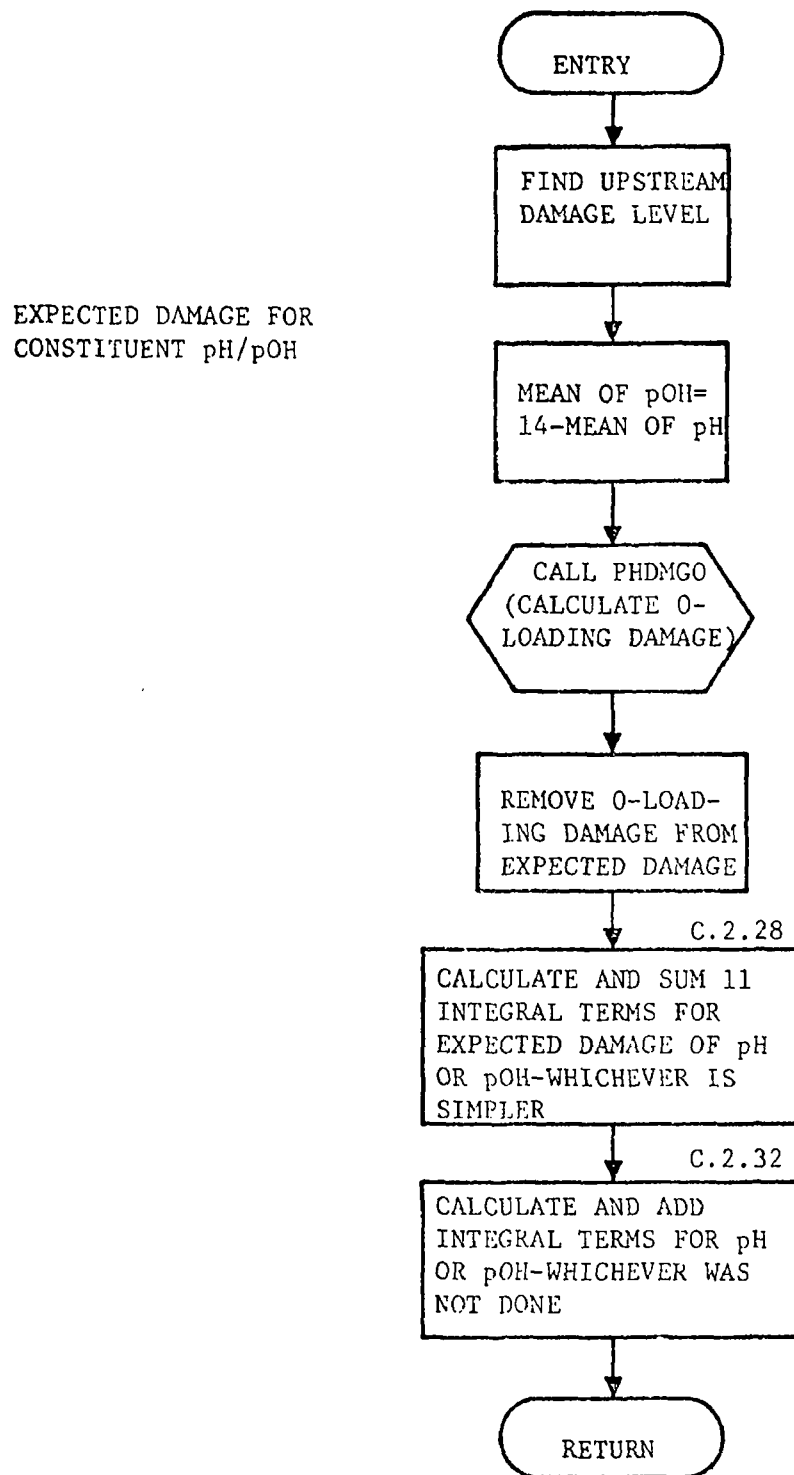 ENTRY
FIND UPSTREAM
DAMAGE LEVEL
EXPECTED DAMAGE FOR
CONSTITUENT pH/pOH
MEAN OF pOH=
14-MEAN OF pH
CALL PHDMGO
(CALCULATE 0-
LOADING DAMAGE)
REMOVE 0-LOAD-
ING DAMAGE FROM
EXPECTED DAMAGE
C.2.28
CALCULATE AND SUM 11
INTEGRAL TERMS FOR
EXPECTED DAMAGE OF pH
OR pOH-WHICHEVER IS
SIMPLER
C.2.32
CALCULATE AND ADD
INTEGRAL TERMS FOR pH
OR pOH-WHICHEVER WAS
NOT DONE
RETURN